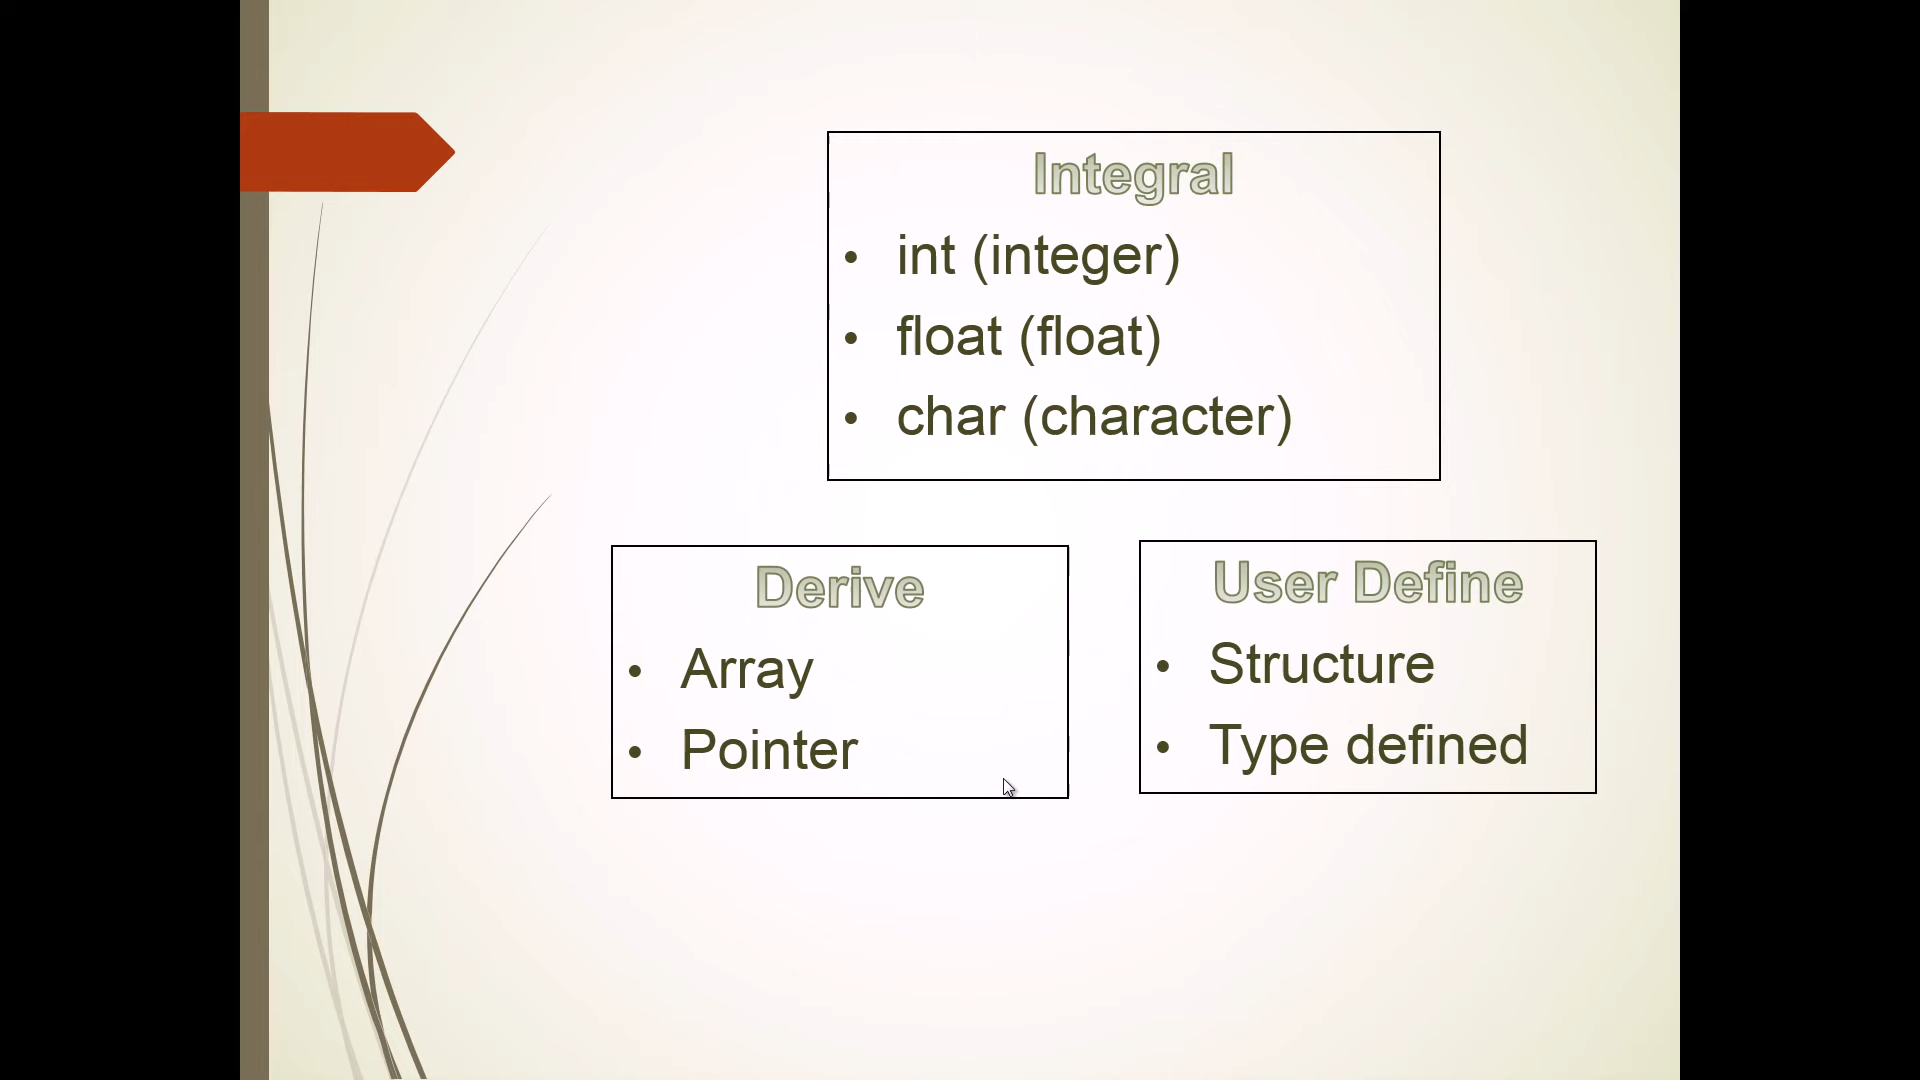 Integral
• int (integer)
• float (float)
• char (character)
Derive
• Array
• Pointer
User Define
• Structure
• Type defined